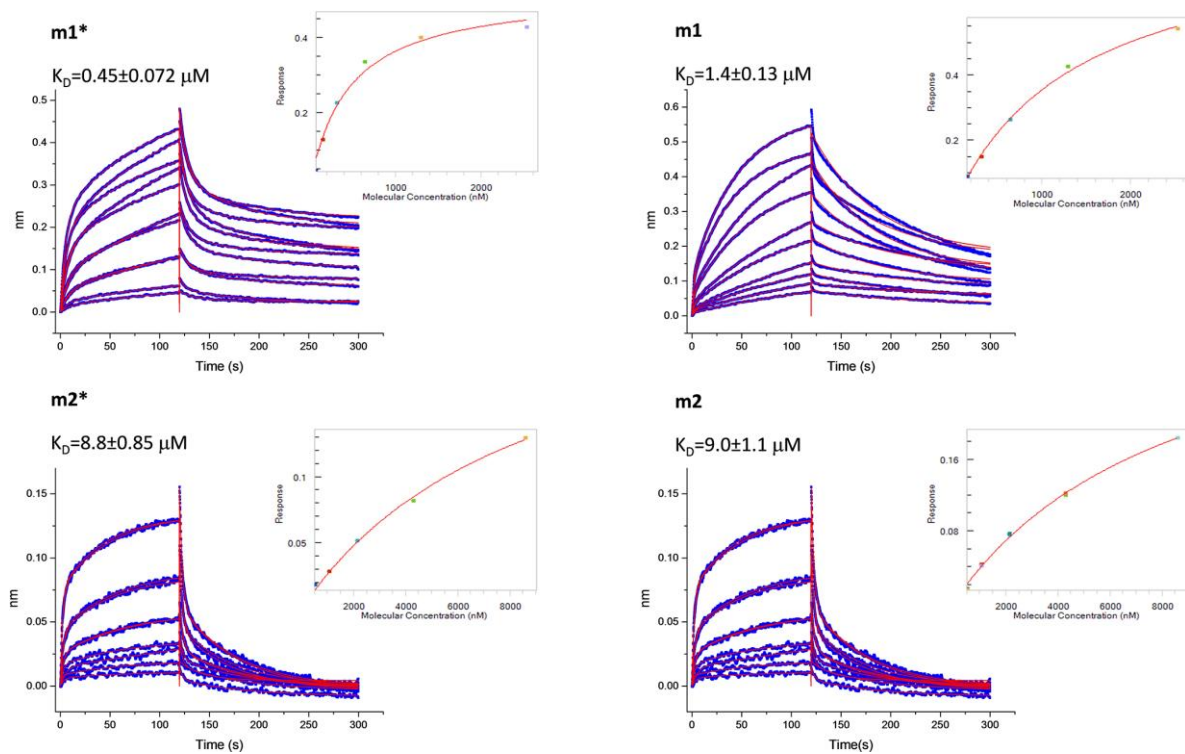 m1*
K_D=0.45±0.072 μM
0.5
0.4
0.3
0.2
0.1
0.0
nm
0 50 100 150 200 250 300
Time (s)
0.4
0.2
Response
1000 2000
Molecular Concentration (nM)
m1
K_D=1.4±0.13 μM
0.6
0.5
0.4
0.3
0.2
0.1
0.0
nm
0 50 100 150 200 250 300
Time (s)
0.4
0.2
Response
1000 2000
Molecular Concentration (nM)
m2*
K_D=8.8±0.85 μM
0.15
0.10
0.05
0.00
nm
0 50 100 150 200 250 300
Time (s)
0.1
0.05
Response
2000 4000 6000 8000
Molecular Concentration (nM)
m2
K_D=9.0±1.1 μM
0.15
0.10
0.05
0.00
nm
0 50 100 150 200 250 300
Time(s)
0.16
0.08
Response
2000 4000 6000 8000
Molecular Concentration (nM)